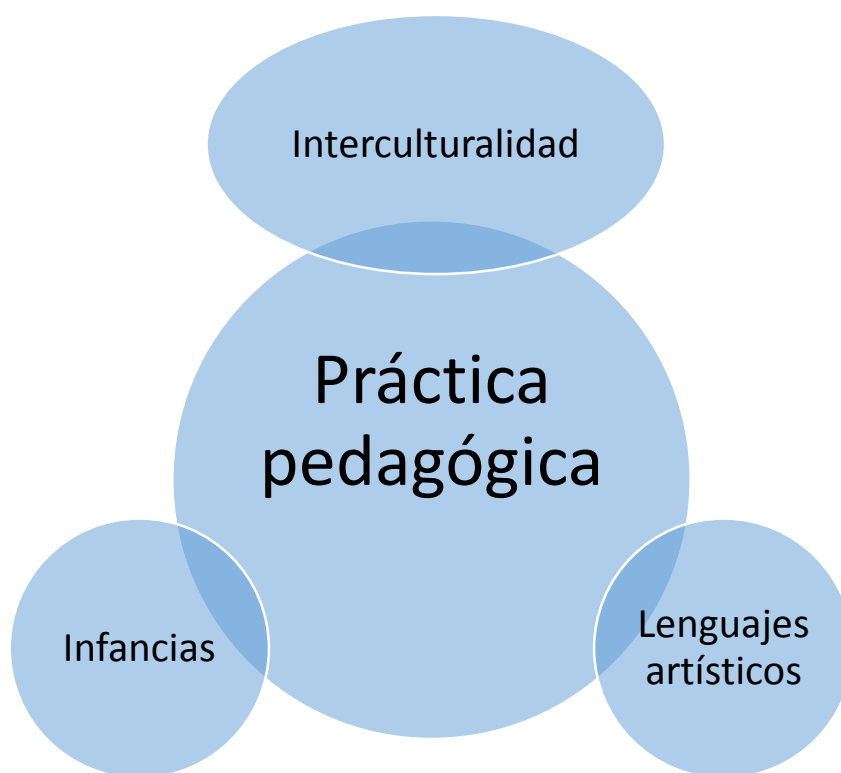 Interculturalidad
Práctica
pedagógica
Infancias
Lenguajes
artísticos